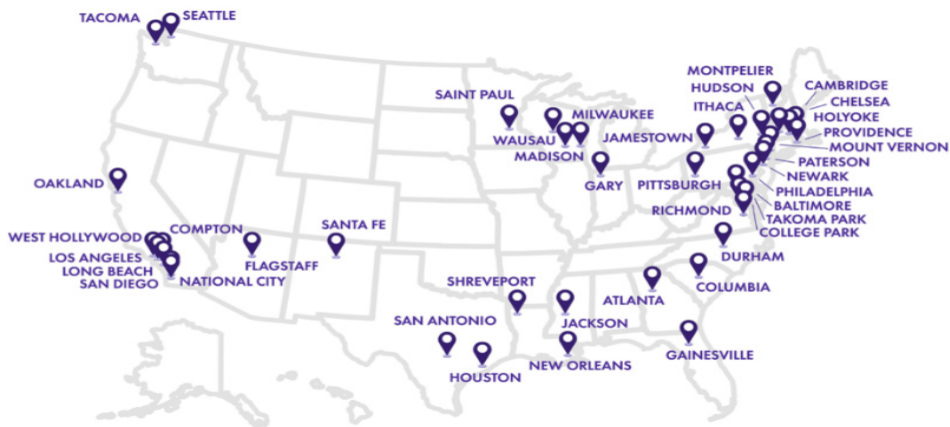 TACOMA
SEATTLE
MONTPELIER
HUDSON
CAMBRIDGE
SAINT PAUL
ITHACA
CHELSEA
MILWAUKEE
HOLYOKE
WAUSAU
JAMESTOWN
PROVIDENCE
MADISON
MOUNT VERNON
PATERSON
OAKLAND
GARY
PITTSBURGH
NEWARK
PHILADELPHIA
BALTIMORE
RICHMOND
TAKOMA PARK
COLLEGE PARK
SANTA FE
COMPTON
WEST HOLLYWOOD
LOS ANGELES
FLAGSTAFF
DURHAM
LONG BEACH
SAN DIEGO
NATIONAL CITY
SHREVEPORT
COLUMBIA
ATLANTA
SAN ANTONIO
JACKSON
GAINESVILLE
NEW ORLEANS
HOUSTON